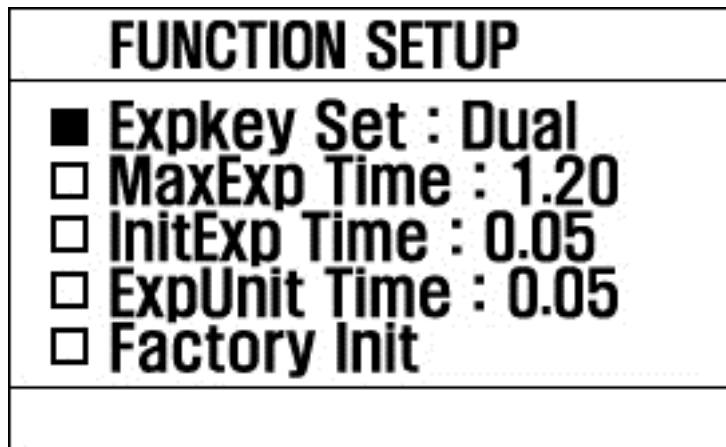 FUNCTION SETUP
Expkey Set : Dual
MaxExp Time : 1.20
InitExp Time : 0.05
ExpUnit Time : 0.05
Factory Init